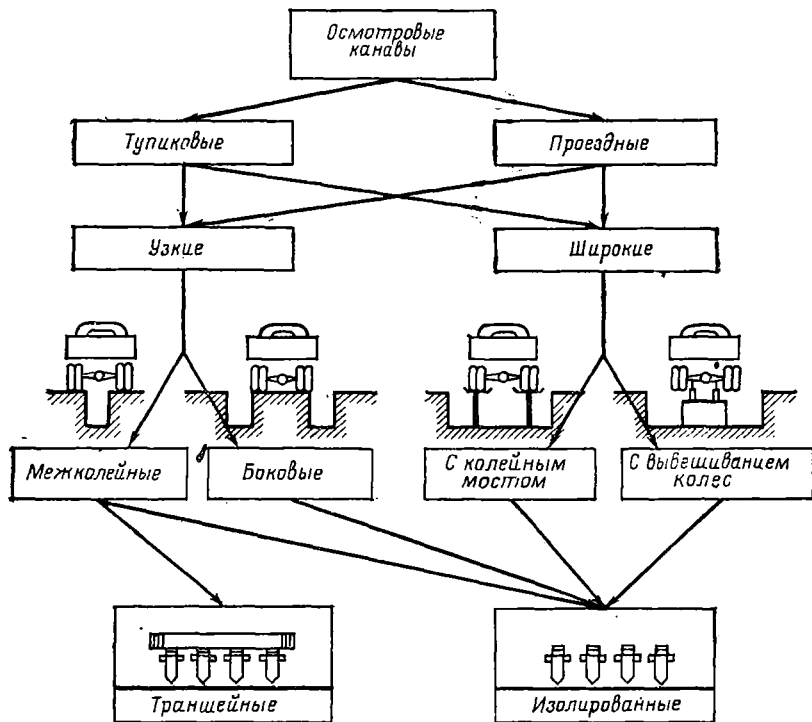 Осмотровые
канавы
Тупиковые
Проездные
Узкие
Широкие
Межколейные
Боковые
С колейным
мостом
С вывешиванием
колес
Траншейные
Изолированные